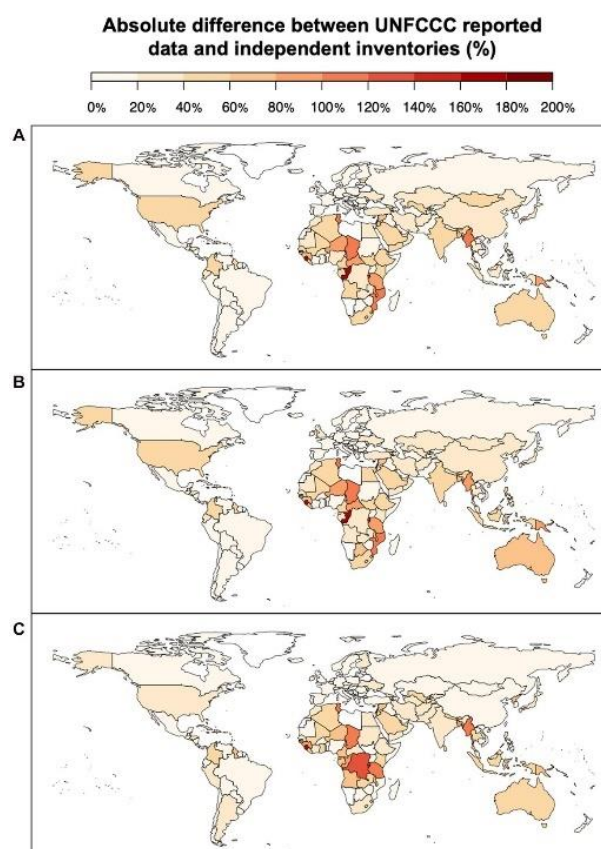 Absolute difference between UNFCCC reported
data and independent inventories (%)
0% 20% 40% 60% 80% 100% 120% 140% 160% 180% 200%
A
B
C